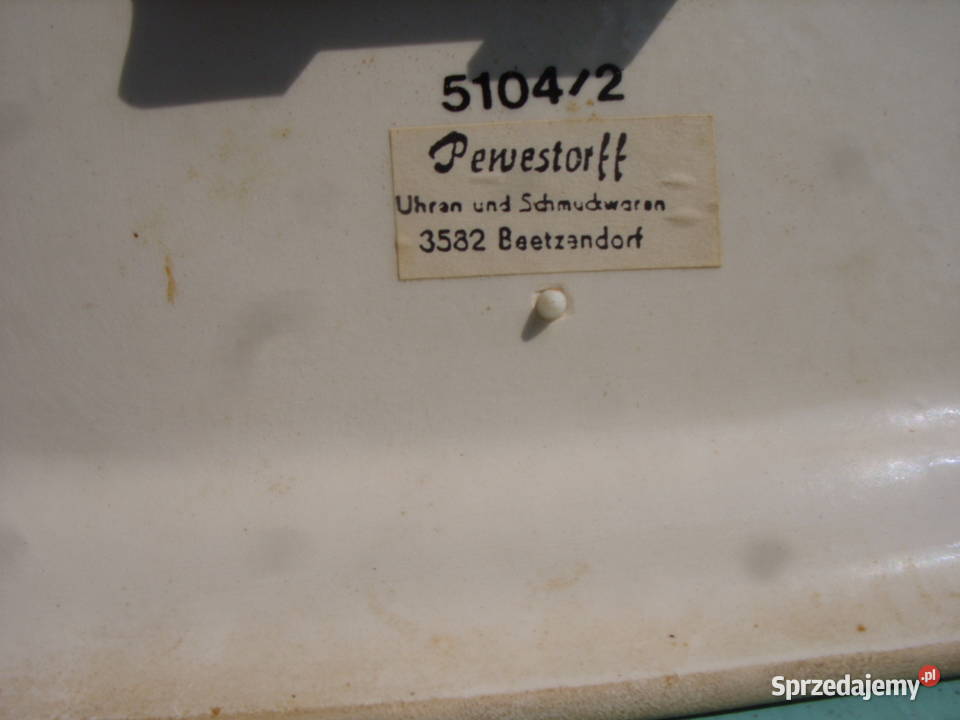 5104/2
Pewestorff
Uhren und Schmuckwaren
3582 Beetzendorf
Sprzedajemy.pl